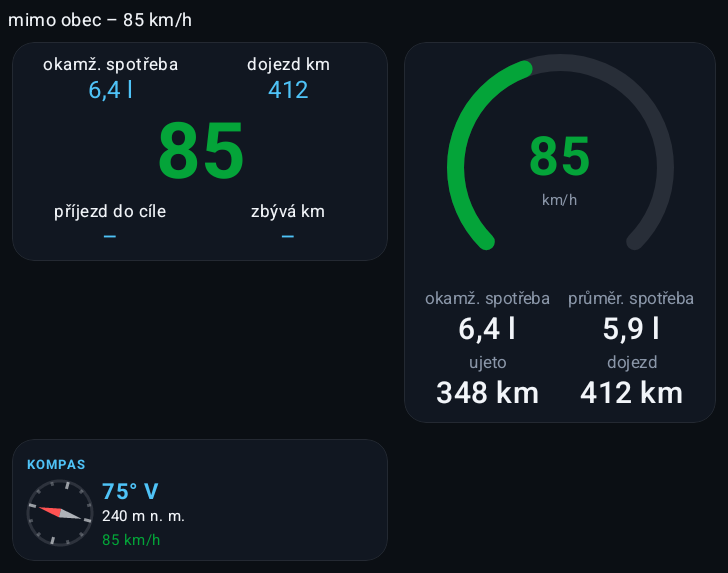 mimo obec – 85 km/h
okamž. spotřeba
6,4 l
dojezd km
412
85
příjezd do cíle
–
zbývá km
–
85
km/h
okamž. spotřeba
průměr. spotřeba
6,4 l
5,9 l
ujeto
dojezd
348 km
412 km
KOMPAS
75° V
240 m n. m.
85 km/h